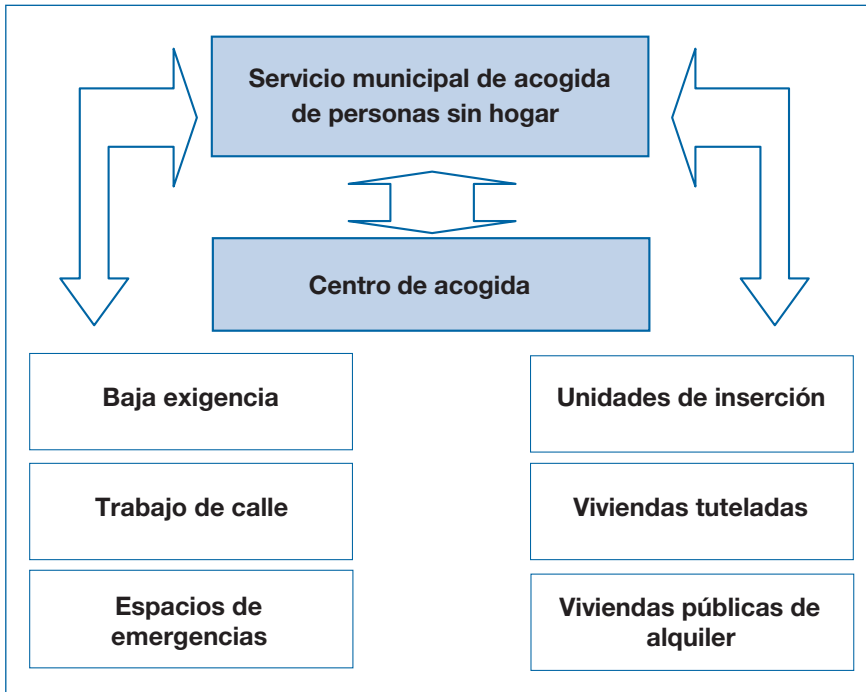 Servicio municipal de acogida
de personas sin hogar
Centro de acogida
Baja exigencia
Trabajo de calle
Espacios de
emergencias
Unidades de inserción
Viviendas tuteladas
Viviendas públicas de
alquiler